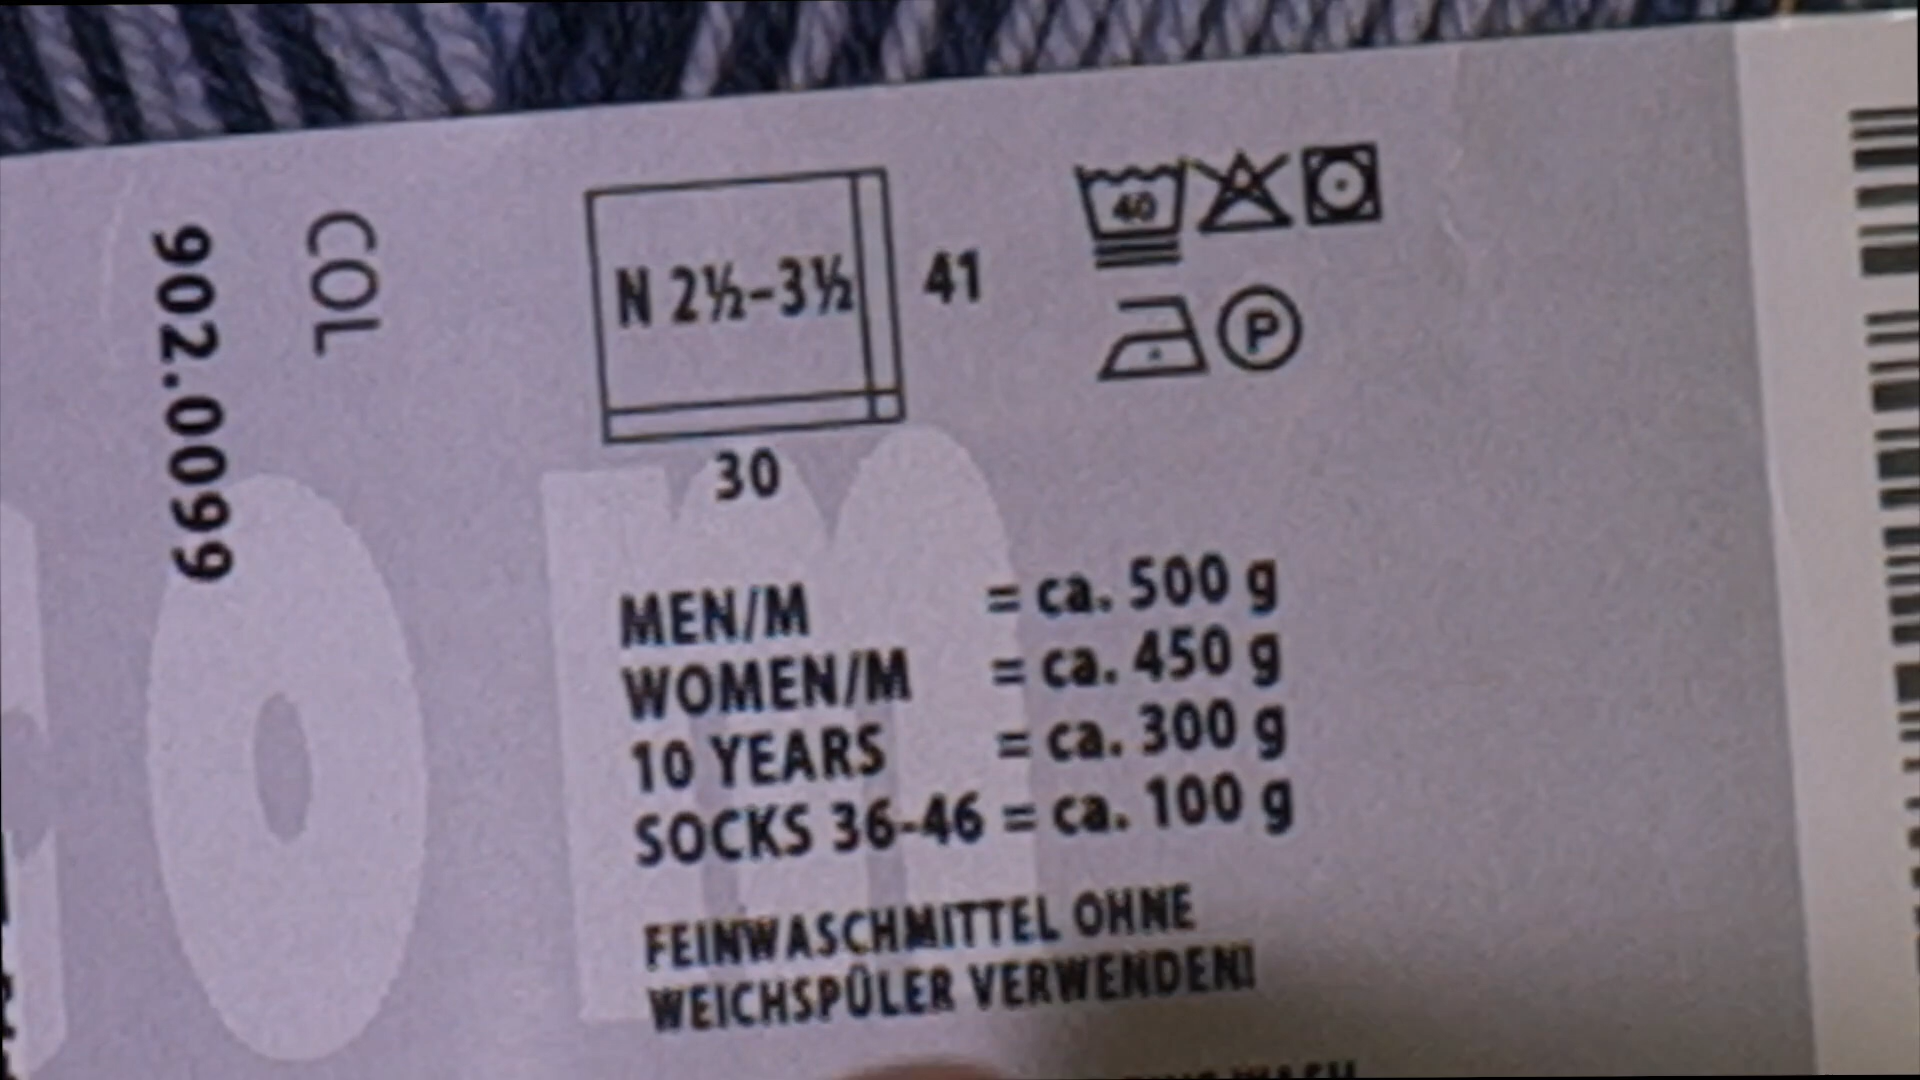 COL
902.0099
N 2½-3½
41
30
40
P
MEN/M = ca. 500 g
WOMEN/M = ca. 450 g
10 YEARS = ca. 300 g
SOCKS 36-46 = ca. 100 g
FEINWASCHMITTEL OHNE
WEICHSPÜLER VERWENDEN!